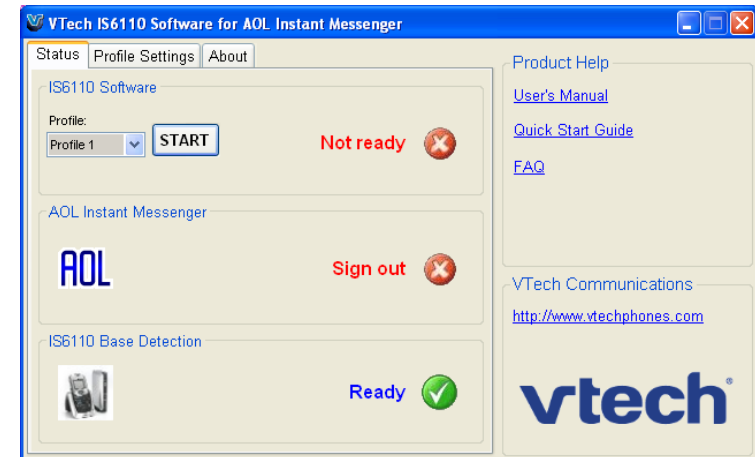 VTech IS6110 Software for AOL Instant Messenger
Status Profile Settings About
IS6110 Software
Profile:
Profile 1
START
Not ready
AOL Instant Messenger
AOL
Sign out
IS6110 Base Detection
Ready
Product Help
User's Manual
Quick Start Guide
FAQ
VTech Communications
http://www.vtechphones.com
vtech